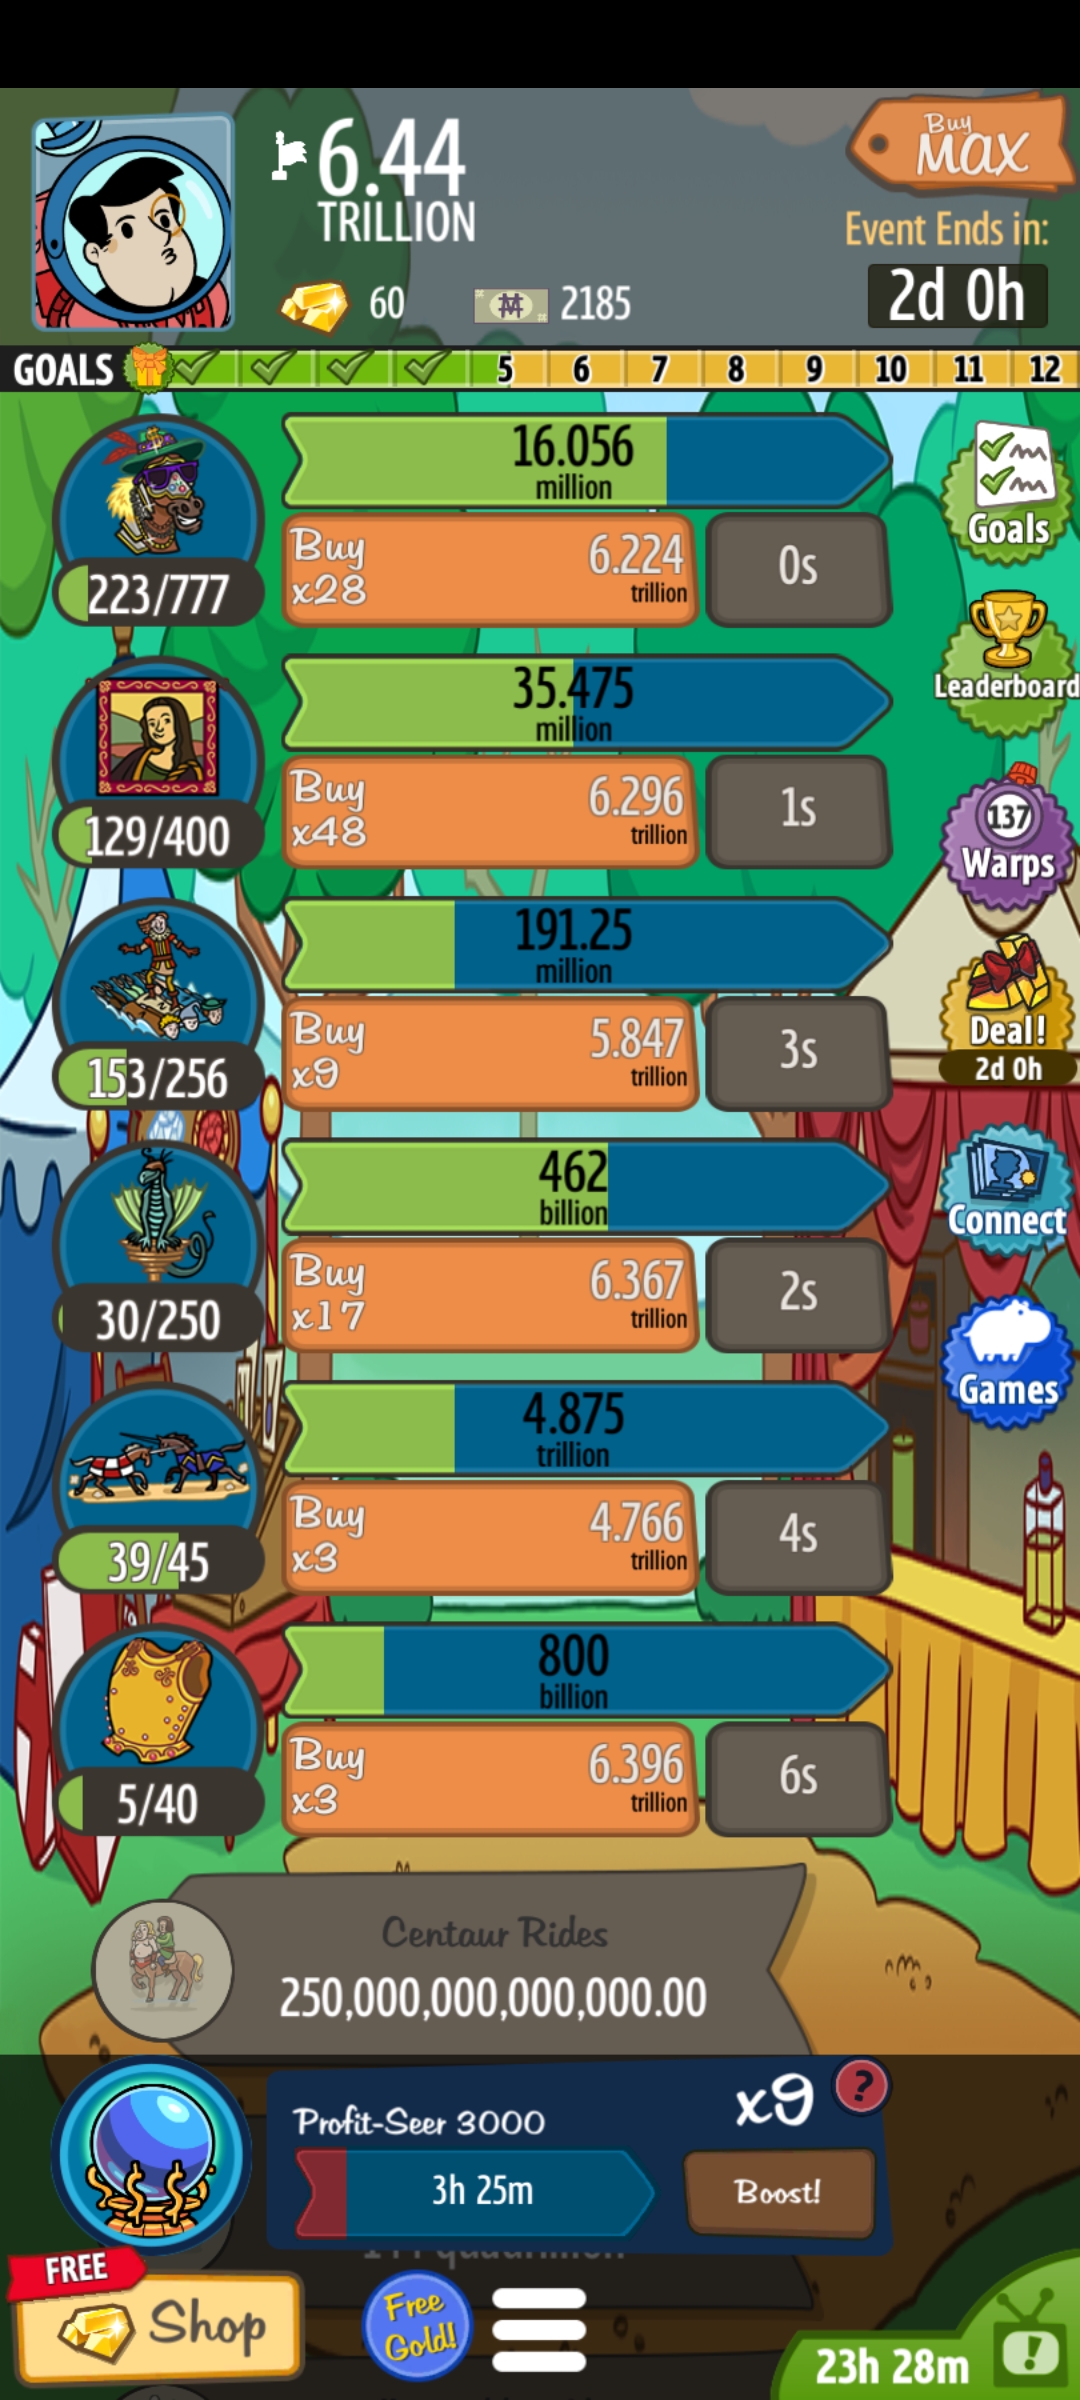 6.44
TRILLION
60
2185
Buy
MAX
Event Ends in:
2d 0h
GOALS
5
6
7
8
9
10
11
12
16.056
million
Buy
x28
6.224
trillion
0s
223/777
Goals
35.475
million
Leaderboard
Buy
x48
6.296
trillion
1s
129/400
137
Warps
191.25
million
Buy
x9
5.847
trillion
3s
153/256
Deal!
2d 0h
462
billion
Buy
x17
6.367
trillion
2s
30/250
Connect
Games
4.875
trillion
Buy
x3
4.766
trillion
4s
39/45
800
billion
Buy
x3
6.396
trillion
6s
5/40
Centaur Rides
250,000,000,000,000.00
Profit-Seer 3000
x9
?
3h 25m
Boost!
FREE
Shop
Free
Gold!
23h 28m
!